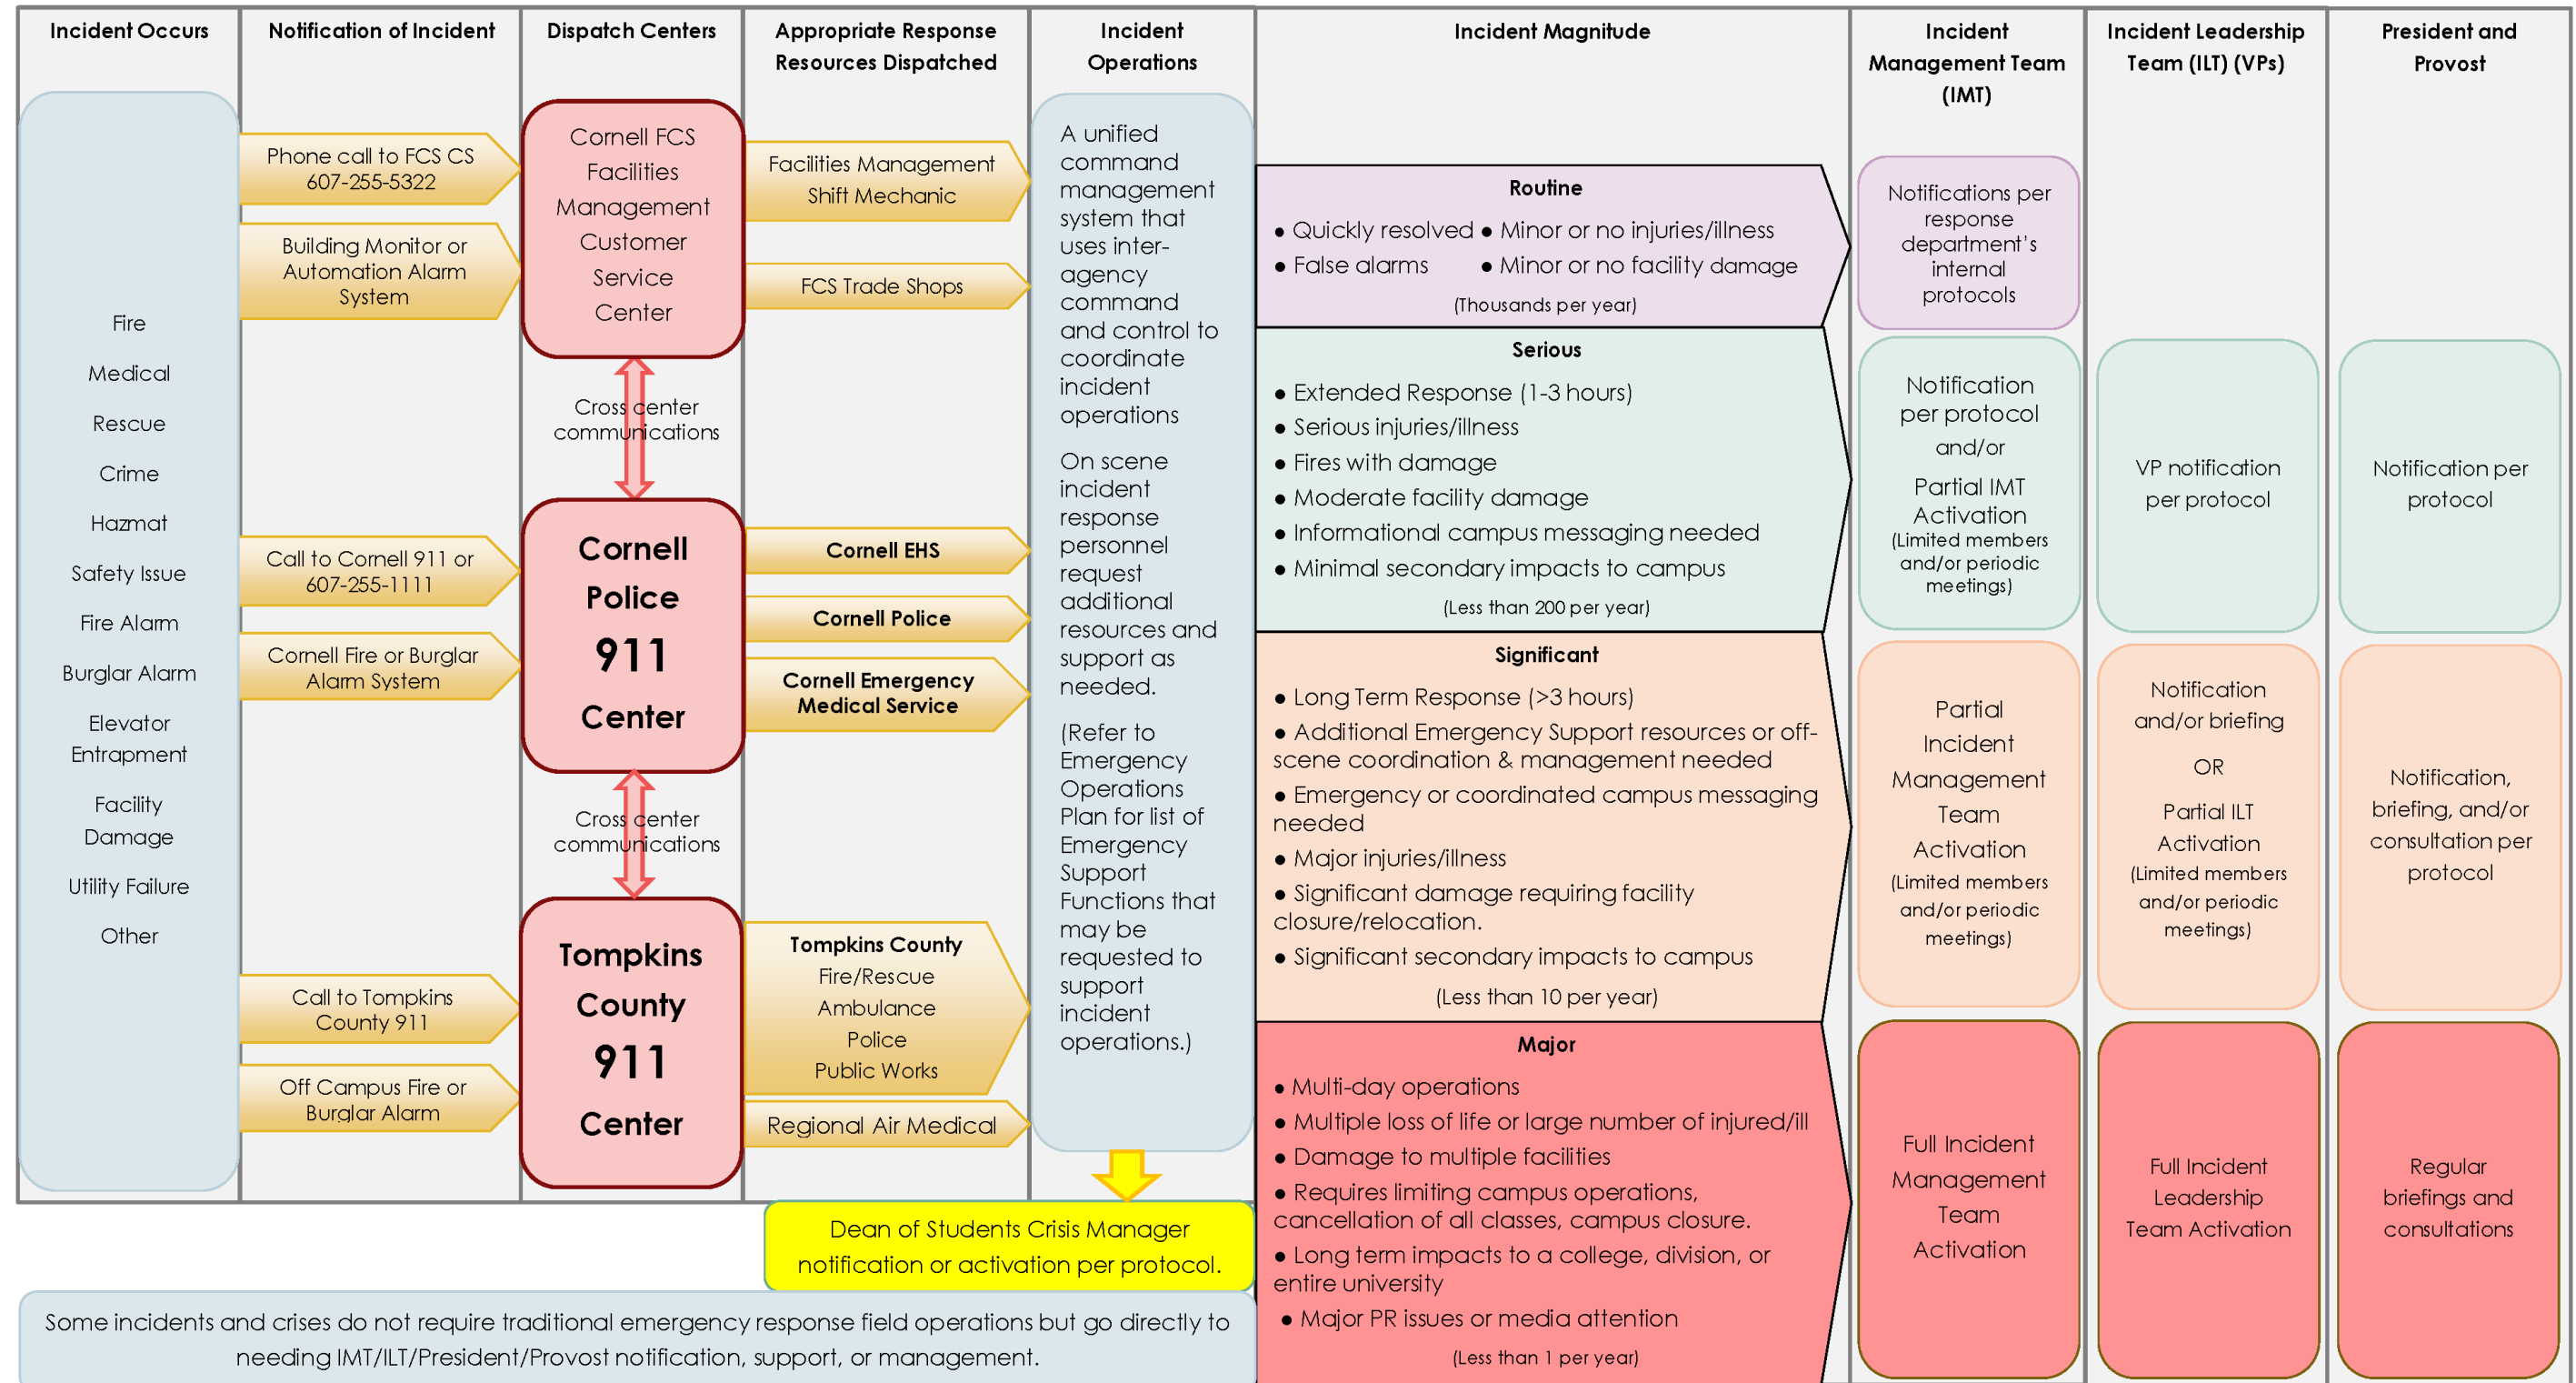 Incident Occurs
Notification of Incident
Dispatch Centers
Appropriate Response
Resources Dispatched
Incident
Operations
Incident Magnitude
Incident
Management Team
(IMT)
Incident Leadership
Team (ILT) (VPs)
President and
Provost
Fire
Medical
Rescue
Crime
Hazmat
Safety Issue
Fire Alarm
Burglar Alarm
Elevator
Entrapment
Facility
Damage
Utility Failure
Other
Phone call to FCS CS
607-255-5322
Building Monitor or
Automation Alarm
System
Call to Cornell 911 or
607-255-1111
Cornell Fire or Burglar
Alarm System
Call to Tompkins
County 911
Off Campus Fire or
Burglar Alarm
Cornell FCS
Facilities
Management
Customer
Service
Center
Cross center
communications
Cornell
Police
911
Center
Cross center
communications
Tompkins
County
911
Center
Facilities Management
Shift Mechanic
FCS Trade Shops
Cornell EHS
Cornell Police
Cornell Emergency
Medical Service
Tompkins County
Fire/Rescue
Ambulance
Police
Public Works
Regional Air Medical
A unified
command
management
system that
uses inter-
agency
command
and control to
coordinate
incident
operations
On scene
incident
response
personnel
request
additional
resources and
support as
needed.
(Refer to
Emergency
Operations
Plan for list of
Emergency
Support
Functions that
may be
requested to
support
incident
operations.)
Dean of Students Crisis Manager
notification or activation per protocol.
Some incidents and crises do not require traditional emergency response field operations but go directly to
needing IMT/ILT/President/Provost notification, support, or management.
Routine
● Quickly resolved ● Minor or no injuries/illness
● False alarms ● Minor or no facility damage
(Thousands per year)
Serious
● Extended Response (1-3 hours)
● Serious injuries/illness
● Fires with damage
● Moderate facility damage
● Informational campus messaging needed
● Minimal secondary impacts to campus
(Less than 200 per year)
Significant
● Long Term Response (>3 hours)
● Additional Emergency Support resources or off-
scene coordination & management needed
● Emergency or coordinated campus messaging
needed
● Major injuries/illness
● Significant damage requiring facility
closure/relocation.
● Significant secondary impacts to campus
(Less than 10 per year)
Major
● Multi-day operations
● Multiple loss of life or large number of injured/ill
● Damage to multiple facilities
● Requires limiting campus operations,
cancellation of all classes, campus closure.
● Long term impacts to a college, division, or
entire university
● Major PR issues or media attention
(Less than 1 per year)
Notifications per
response
department's
internal
protocols
Notification
per protocol
and/or
Partial IMT
Activation
(Limited members
and/or periodic
meetings)
VP notification
per protocol
Notification per
protocol
Partial
Incident
Management
Team
Activation
(Limited members
and/or periodic
meetings)
Notification
and/or briefing
OR
Partial ILT
Activation
(Limited members
and/or periodic
meetings)
Notification,
briefing, and/or
consultation per
protocol
Full Incident
Management
Team
Activation
Full Incident
Leadership
Team Activation
Regular
briefings and
consultations